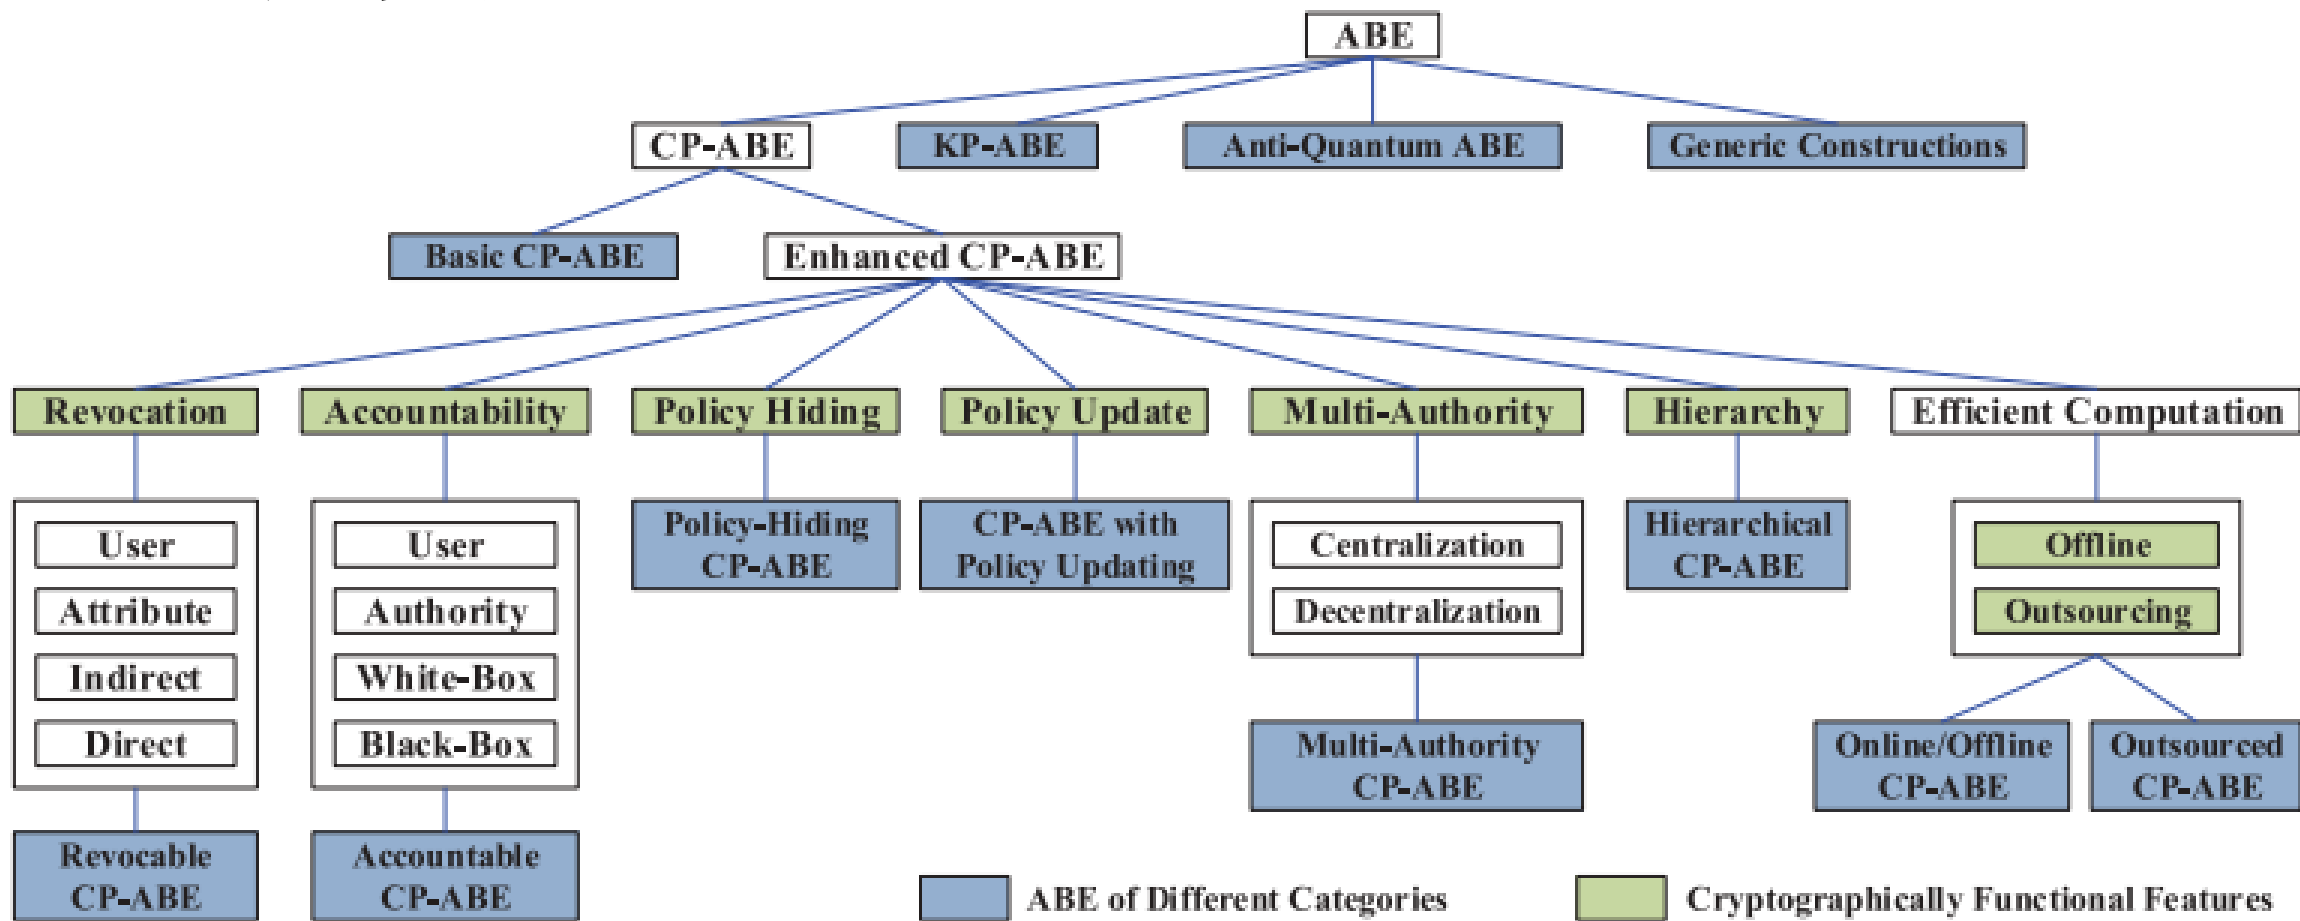 ABE
CP-ABE
KP-ABE
Anti-Quantum ABE
Generic Constructions
Basic CP-ABE
Enhanced CP-ABE
Revocation
Accountability
Policy Hiding
Policy Update
Multi-Authority
Hierarchy
Efficient Computation
User
Attribute
Indirect
Direct
Revocable
CP-ABE
User
Authority
White-Box
Black-Box
Accountable
CP-ABE
Policy-Hiding
CP-ABE
CP-ABE with
Policy Updating
Centralization
Decentralization
Multi-Authority
CP-ABE
Hierarchical
CP-ABE
Offline
Outsourcing
Online/Offline
CP-ABE
Outsourced
CP-ABE
ABE of Different Categories
Cryptographically Functional Features